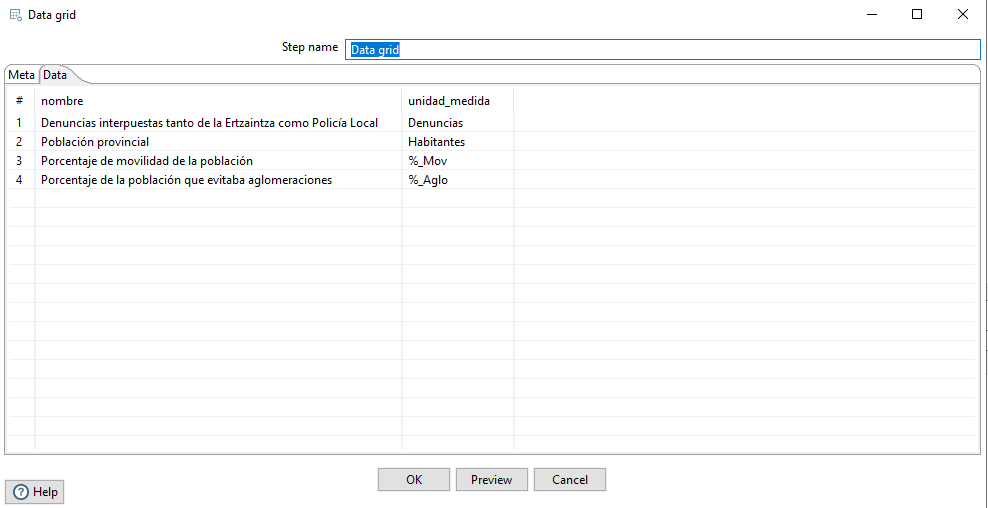 Data grid
Step name Data grid
Meta Data
# nombre unidad_medida
1 Denuncias interpuestas tanto de la Ertzaintza como Policía Local Denuncias
2 Población provincial Habitantes
3 Porcentaje de movilidad de la población %_Mov
4 Porcentaje de la población que evitaba aglomeraciones %_Aglo
OK Preview Cancel
Help